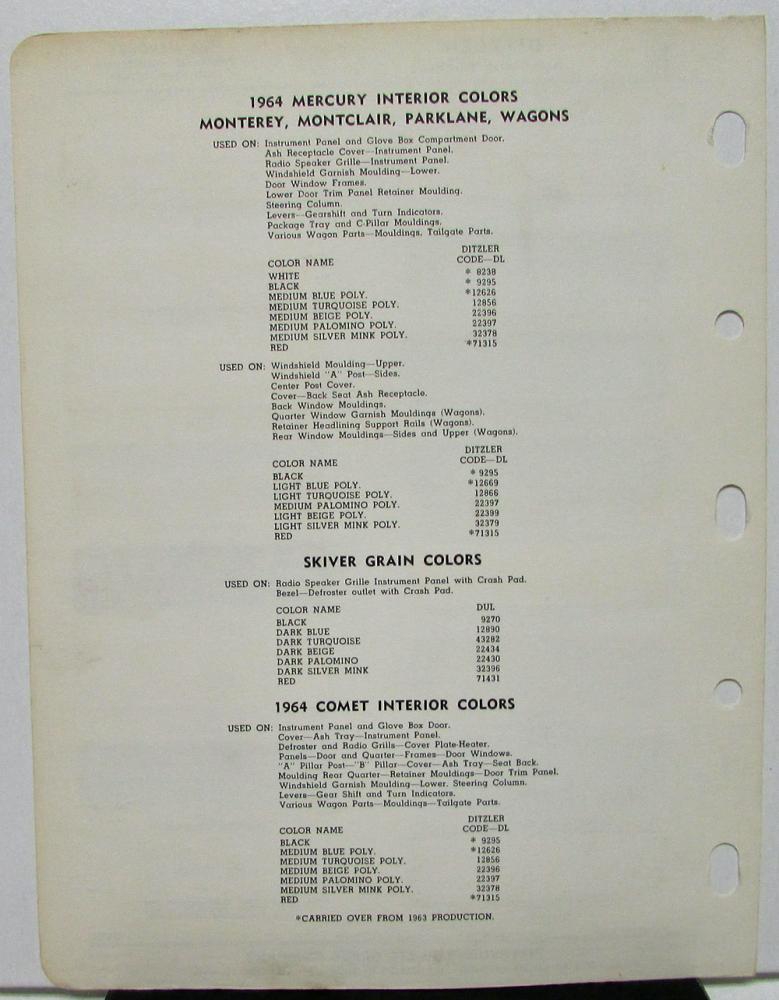 1964 MERCURY INTERIOR COLORS
MONTEREY, MONTCLAIR, PARKLANE, WAGONS
USED ON: Instrument Panel and Glove Box Compartment Door.
Ash Receptacle Cover—Instrument Panel.
Radio Speaker Grille—Instrument Panel.
Windshield Garnish Moulding—Lower.
Door Window Frames.
Lower Door Trim Panel Retainer Moulding.
Steering Column.
Levers—Gearshift and Turn Indicators.
Package Tray and C-Pillar Mouldings.
Various Wagon Parts—Mouldings, Tailgate Parts.
DITZLER
COLOR NAME CODE—DL
WHITE * 8238
BLACK * 9295
MEDIUM BLUE POLY. *12626
MEDIUM TURQUOISE POLY. 12856
MEDIUM BEIGE POLY. 22396
MEDIUM PALOMINO POLY. 22397
MEDIUM SILVER MINK POLY. 32378
RED *71315
USED ON: Windshield Moulding—Upper.
Windshield "A" Post—Sides.
Center Post Cover.
Cover—Back Seat Ash Receptacle.
Back Window Mouldings.
Quarter Window Garnish Mouldings (Wagons).
Retainer Headlining Support Rails (Wagons).
Rear Window Mouldings—Sides and Upper (Wagons).
DITZLER
COLOR NAME CODE—DL
BLACK * 9295
LIGHT BLUE POLY. *12669
LIGHT TURQUOISE POLY. 12866
MEDIUM PALOMINO POLY. 22397
LIGHT BEIGE POLY. 22399
LIGHT SILVER MINK POLY. 32379
RED *71315
SKIVER GRAIN COLORS
USED ON: Radio Speaker Grille Instrument Panel with Crash Pad.
Bezel—Defroster outlet with Crash Pad.
COLOR NAME DUL
BLACK 9270
DARK BLUE 12890
DARK TURQUOISE 43282
DARK BEIGE 22434
DARK PALOMINO 22430
DARK SILVER MINK 32396
RED 71431
1964 COMET INTERIOR COLORS
USED ON: Instrument Panel and Glove Box Door.
Cover—Ash Tray—Instrument Panel.
Defroster and Radio Grills—Cover Plate-Heater.
Panels—Door and Quarter—Frames—Door Windows.
"A" Pillar Post—"B" Pillar—Cover—Ash Tray—Seat Back.
Moulding Rear Quarter—Retainer Mouldings—Door Trim Panel.
Windshield Garnish Moulding—Lower. Steering Column.
Levers—Gear Shift and Turn Indicators.
Various Wagon Parts—Mouldings—Tailgate Parts.
DITZLER
COLOR NAME CODE—DL
BLACK * 9295
MEDIUM BLUE POLY. *12626
MEDIUM TURQUOISE POLY. 12856
MEDIUM BEIGE POLY. 22396
MEDIUM PALOMINO POLY. 22397
MEDIUM SILVER MINK POLY. 32378
RED *71315
*CARRIED OVER FROM 1963 PRODUCTION.